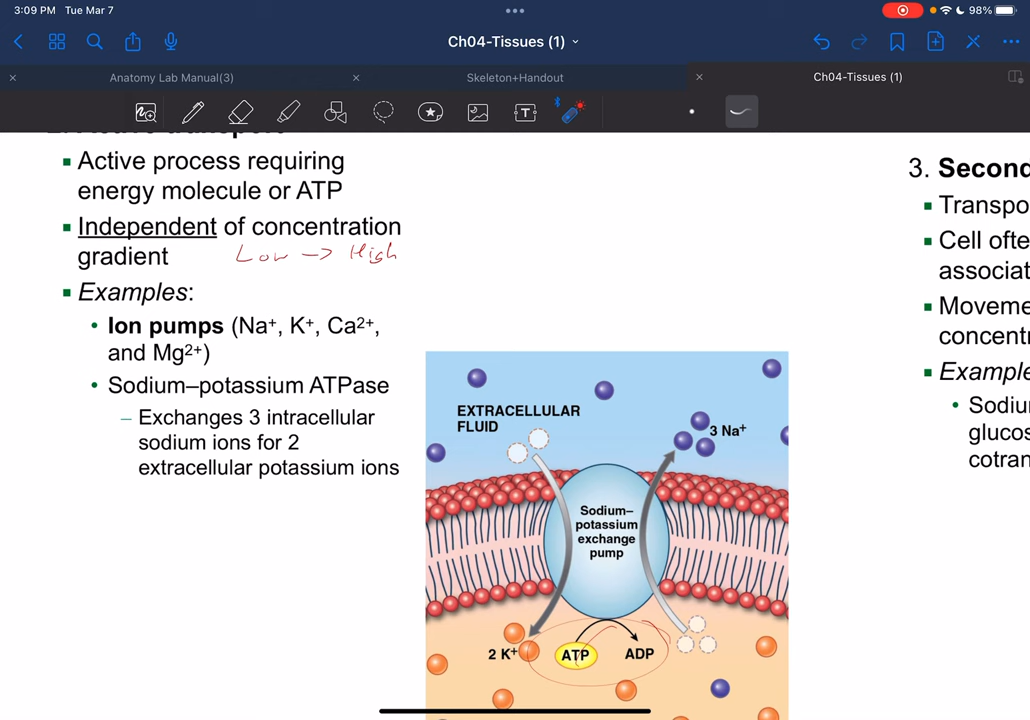 3:09 PM Tue Mar 7
98%
Ch04-Tissues (1)
Anatomy Lab Manual(3)
Skeleton+Handout
Ch04-Tissues (1)
▪ Active process requiring
energy molecule or ATP
▪ Independent of concentration
gradient Low → High
▪ Examples:
• Ion pumps (Na⁺, K⁺, Ca²⁺,
and Mg²⁺)
• Sodium–potassium ATPase
– Exchanges 3 intracellular
sodium ions for 2
extracellular potassium ions
EXTRACELLULAR
FLUID
3 Na⁺
Sodium–
potassium
exchange
pump
2 K⁺
ATP
ADP
3. Second
▪ Transpo
▪ Cell ofte
associat
▪ Moveme
concentr
▪ Example
• Sodiu
glucos
cotran